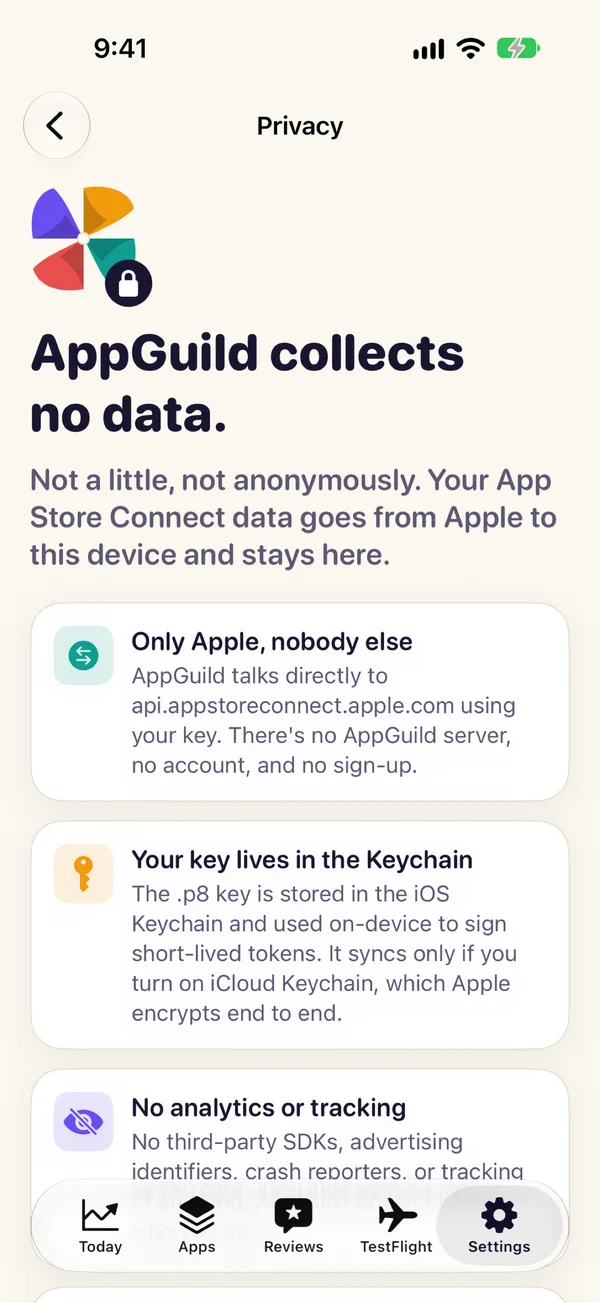 9:41
Privacy
AppGuild collects
no data.
Not a little, not anonymously. Your App
Store Connect data goes from Apple to
this device and stays here.
Only Apple, nobody else
AppGuild talks directly to
api.appstoreconnect.apple.com using
your key. There's no AppGuild server,
no account, and no sign-up.
Your key lives in the Keychain
The .p8 key is stored in the iOS
Keychain and used on-device to sign
short-lived tokens. It syncs only if you
turn on iCloud Keychain, which Apple
encrypts end to end.
No analytics or tracking
No third-party SDKs, advertising
identifiers, crash reporters, or tracking
Today
Apps
Reviews
TestFlight
Settings